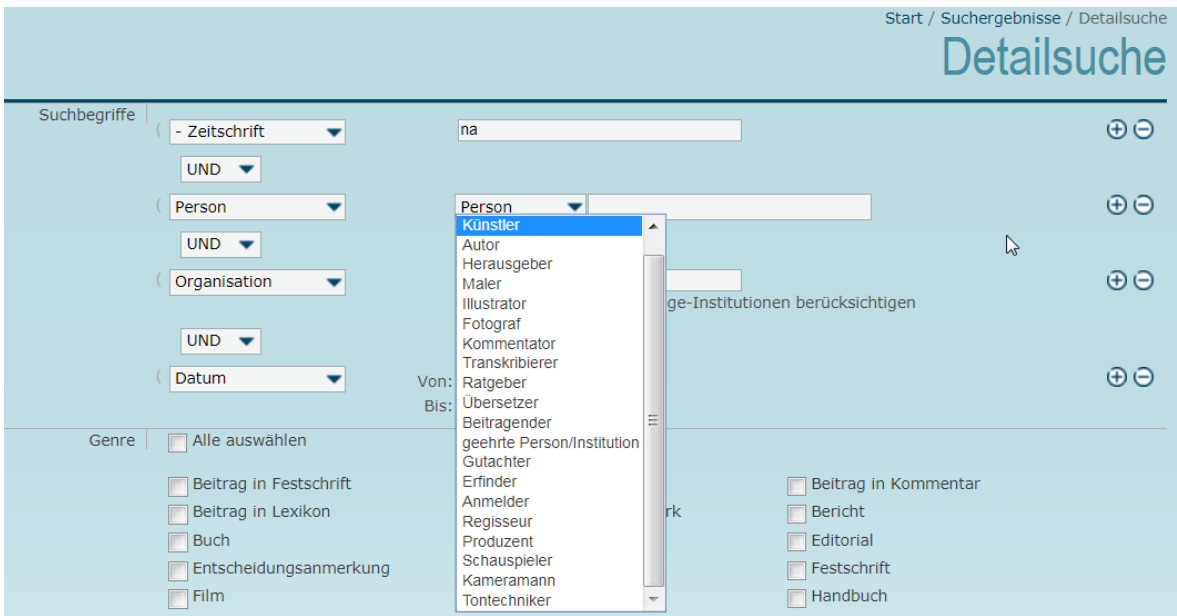 Start / Suchergebnisse / Detailsuche
Detailsuche
Suchbegriffe
( - Zeitschrift
na
UND
( Person
Person
UND
( Organisation
ge-Institutionen berücksichtigen
UND
( Datum
Von:
Bis:
Künstler
Autor
Herausgeber
Maler
Illustrator
Fotograf
Kommentator
Transkribierer
Ratgeber
Übersetzer
Beitragender
geehrte Person/Institution
Gutachter
Erfinder
Anmelder
Regisseur
Produzent
Schauspieler
Kameramann
Tontechniker
Genre
Alle auswählen
Beitrag in Festschrift
Beitrag in Kommentar
Beitrag in Lexikon
rk
Bericht
Buch
Editorial
Entscheidungsanmerkung
Festschrift
Film
Handbuch